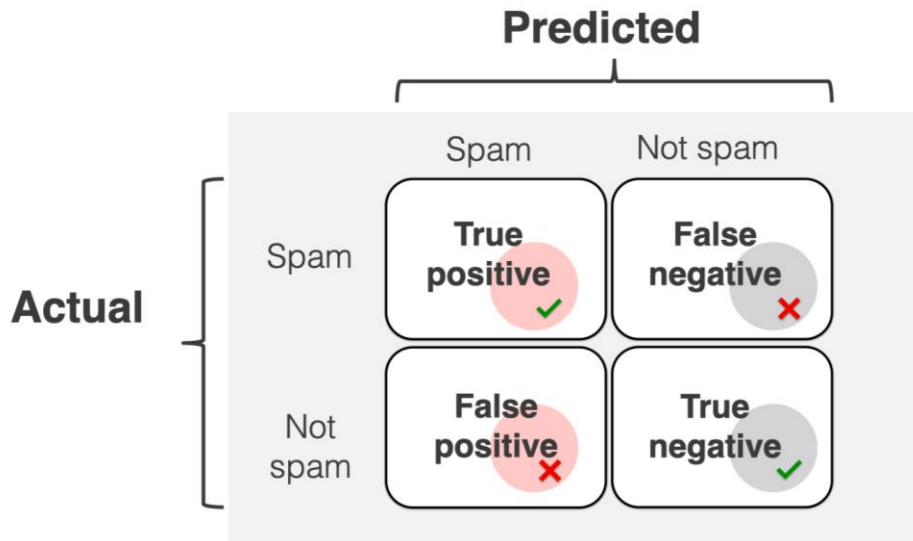 Predicted
Spam
Not spam
Actual
Spam
True
positive
False
negative
Not
spam
False
positive
True
negative